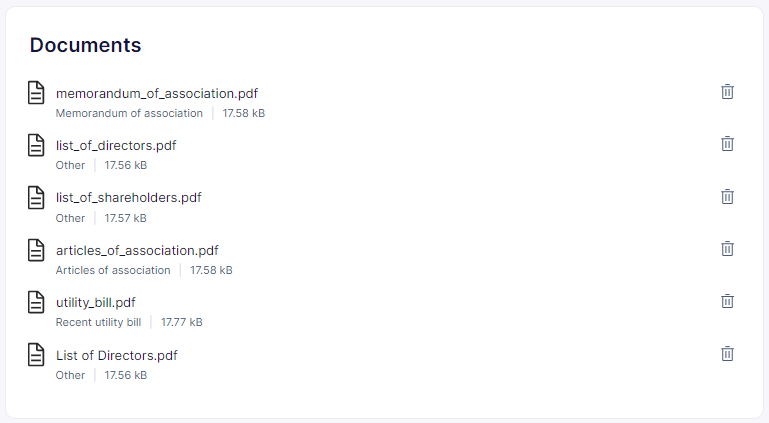 Documents
memorandum_of_association.pdf
Memorandum of association | 17.58 kB
list_of_directors.pdf
Other | 17.56 kB
list_of_shareholders.pdf
Other | 17.57 kB
articles_of_association.pdf
Articles of association | 17.58 kB
utility_bill.pdf
Recent utility bill | 17.77 kB
List of Directors.pdf
Other | 17.56 kB